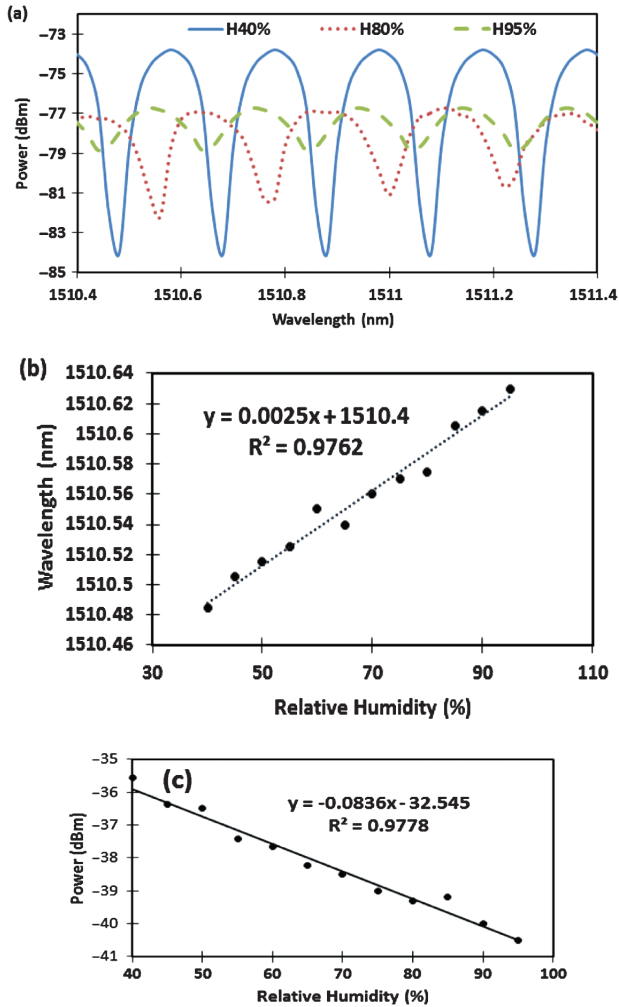 (a)
H40% H80% H95%
−73
−75
−77
−79
−81
−83
−85
Power (dBm)
1510.4 1510.6 1510.8 1511 1511.2 1511.4
Wavelength (nm)
(b)
1510.64
1510.62
1510.6
1510.58
1510.56
1510.54
1510.52
1510.5
1510.48
1510.46
Wavelength (nm)
y = 0.0025x + 1510.4
R² = 0.9762
30 50 70 90 110
Relative Humidity (%)
(c)
−35
−36
−37
−38
−39
−40
−41
Power (dBm)
y = -0.0836x - 32.545
R² = 0.9778
40 50 60 70 80 90 100
Relative Humidity (%)